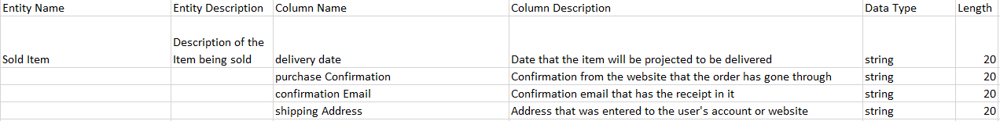 Entity Name Entity Description Column Name Column Description Data Type Length
Description of the
Sold Item Item being sold delivery date Date that the item will be projected to be delivered string 20
purchase Confirmation Confirmation from the website that the order has gone through string 20
confirmation Email Confirmation email that has the receipt in it string 20
shipping Address Address that was entered to the user's account or website string 20